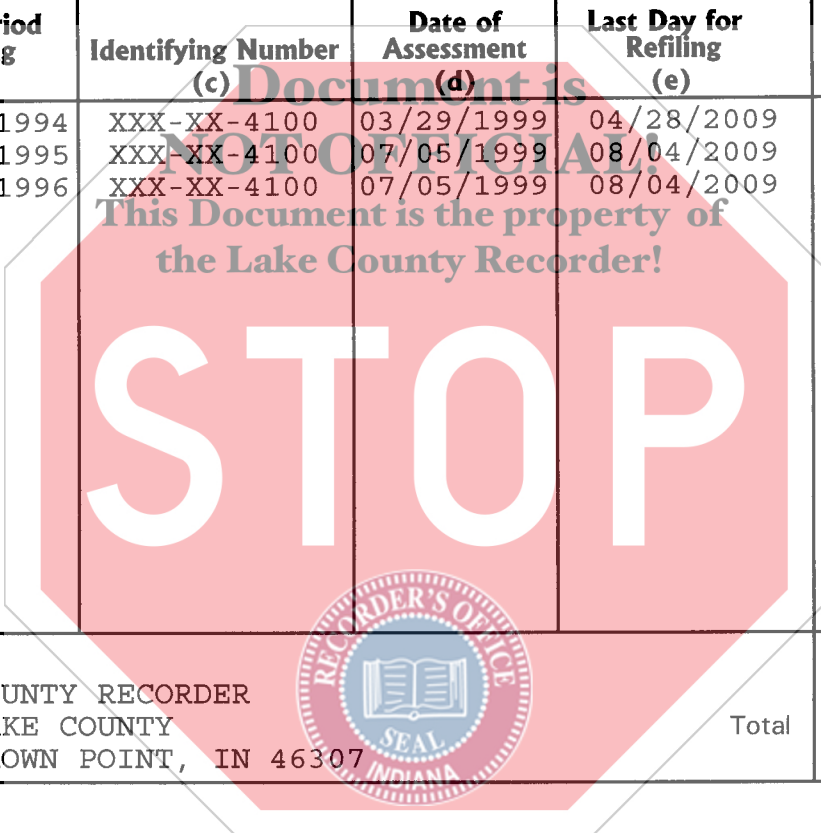 riod Identifying Number Date of Last Day for
g (c) Assessment Refiling
(d) (e)
Document is
1994 XXX-XX-4100 03/29/1999 04/28/2009
NOT OFFICIAL!
1995 XXX-XX-4100 07/05/1999 08/04/2009
1996 XXX-XX-4100 07/05/1999 08/04/2009
This Document is the property of
the Lake County Recorder!
STOP
RECORDER'S OFFICE
SEAL
INDIANA
OUNTY RECORDER
AKE COUNTY Total
OWN POINT, IN 46307